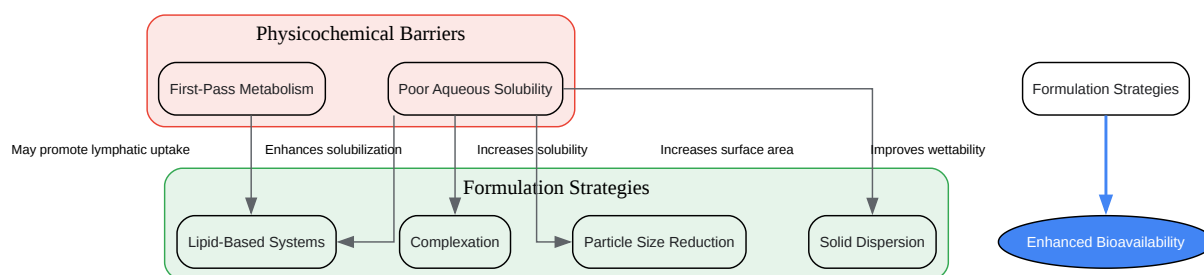 Physicochemical Barriers
First-Pass Metabolism
Poor Aqueous Solubility
Formulation Strategies
May promote lymphatic uptake
Enhances solubilization
Increases solubility
Increases surface area
Improves wettability
Formulation Strategies
Lipid-Based Systems
Complexation
Particle Size Reduction
Solid Dispersion
Enhanced Bioavailability